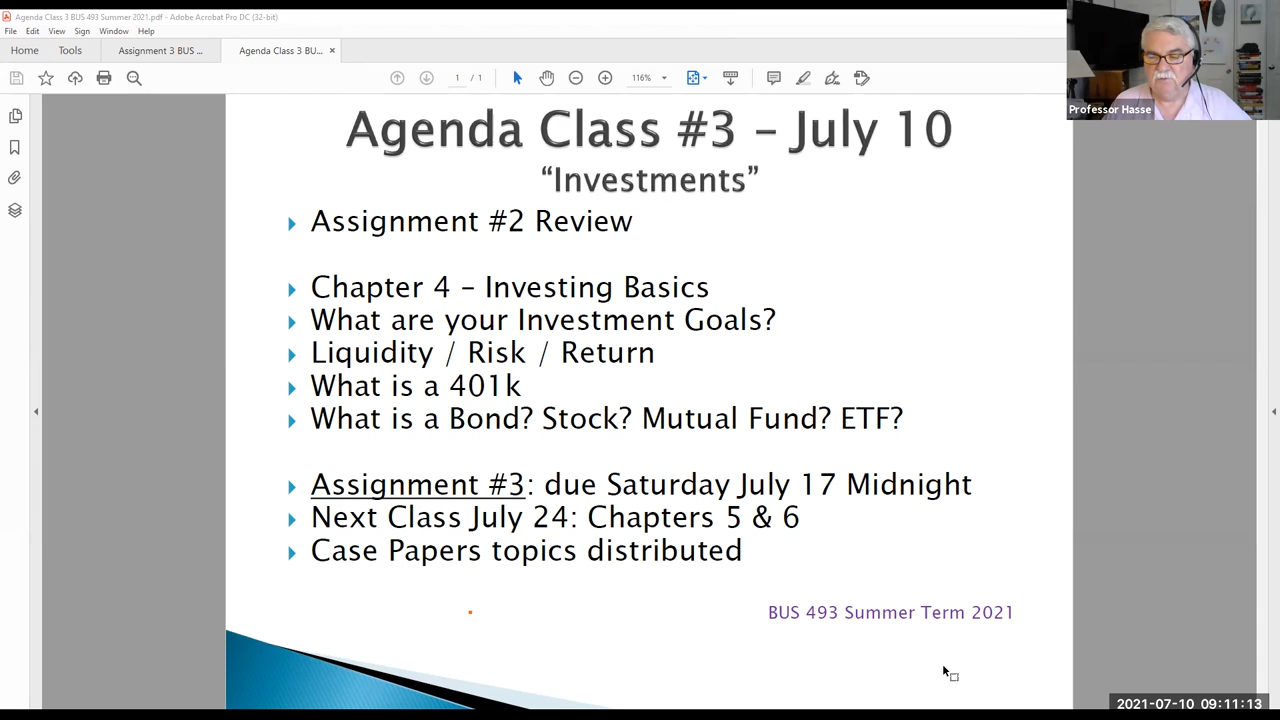 Agenda Class 3 BUS 493 Summer 2021.pdf - Adobe Acrobat Pro DC (32-bit)
File Edit View Sign Window Help
Home Tools Assignment 3 BUS ... Agenda Class 3 BU... ×
1 / 1 116%
Professor Hasse
Agenda Class #3 – July 10
“Investments”
Assignment #2 Review
Chapter 4 – Investing Basics
What are your Investment Goals?
Liquidity / Risk / Return
What is a 401k
What is a Bond? Stock? Mutual Fund? ETF?
Assignment #3: due Saturday July 17 Midnight
Next Class July 24: Chapters 5 & 6
Case Papers topics distributed
BUS 493 Summer Term 2021
2021-07-10 09:11:13